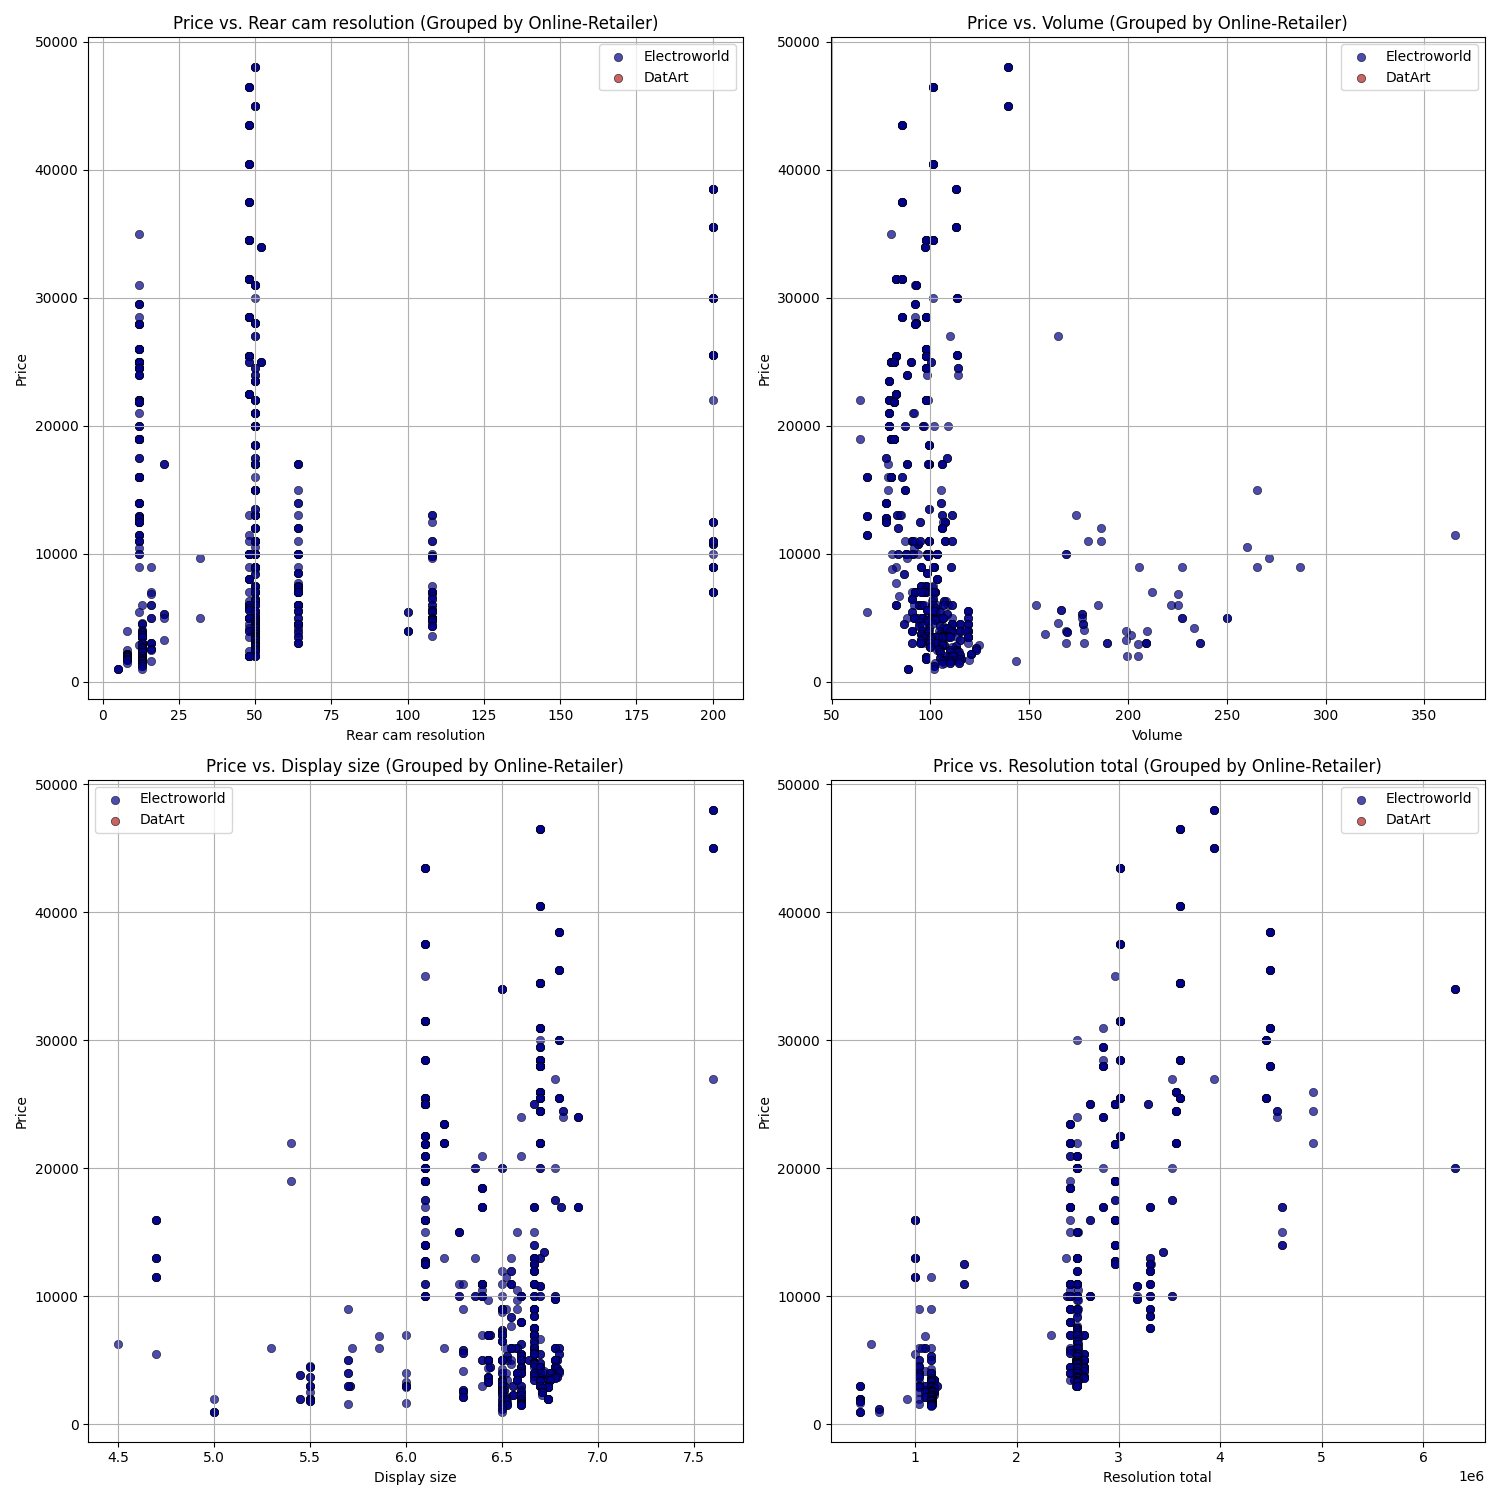 Price vs. Rear cam resolution (Grouped by Online-Retailer)
50000
40000
30000
20000
10000
0
Price
Electroworld
DatArt
0 25 50 75 100 125 150 175 200
Rear cam resolution
Price vs. Volume (Grouped by Online-Retailer)
50000
40000
30000
20000
10000
0
Price
Electroworld
DatArt
50 100 150 200 250 300 350
Volume
Price vs. Display size (Grouped by Online-Retailer)
50000
40000
30000
20000
10000
0
Price
Electroworld
DatArt
4.5 5.0 5.5 6.0 6.5 7.0 7.5
Display size
Price vs. Resolution total (Grouped by Online-Retailer)
50000
40000
30000
20000
10000
0
Price
Electroworld
DatArt
1 2 3 4 5 6
1e6
Resolution total